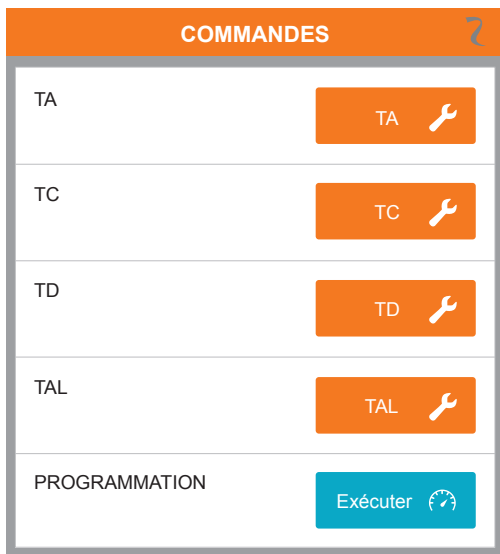 COMMANDES
TA
TA
TC
TC
TD
TD
TAL
TAL
PROGRAMMATION
Exécuter